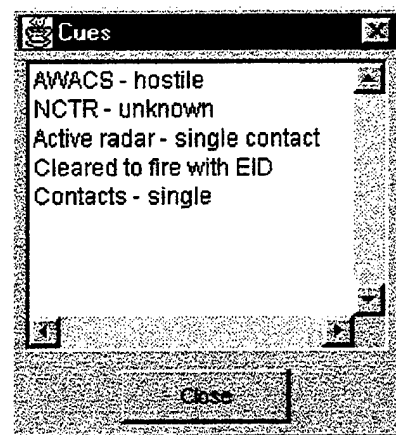 Cues
AWACS - hostile
NCTR - unknown
Active radar - single contact
Cleared to fire with EID
Contacts - single
Close